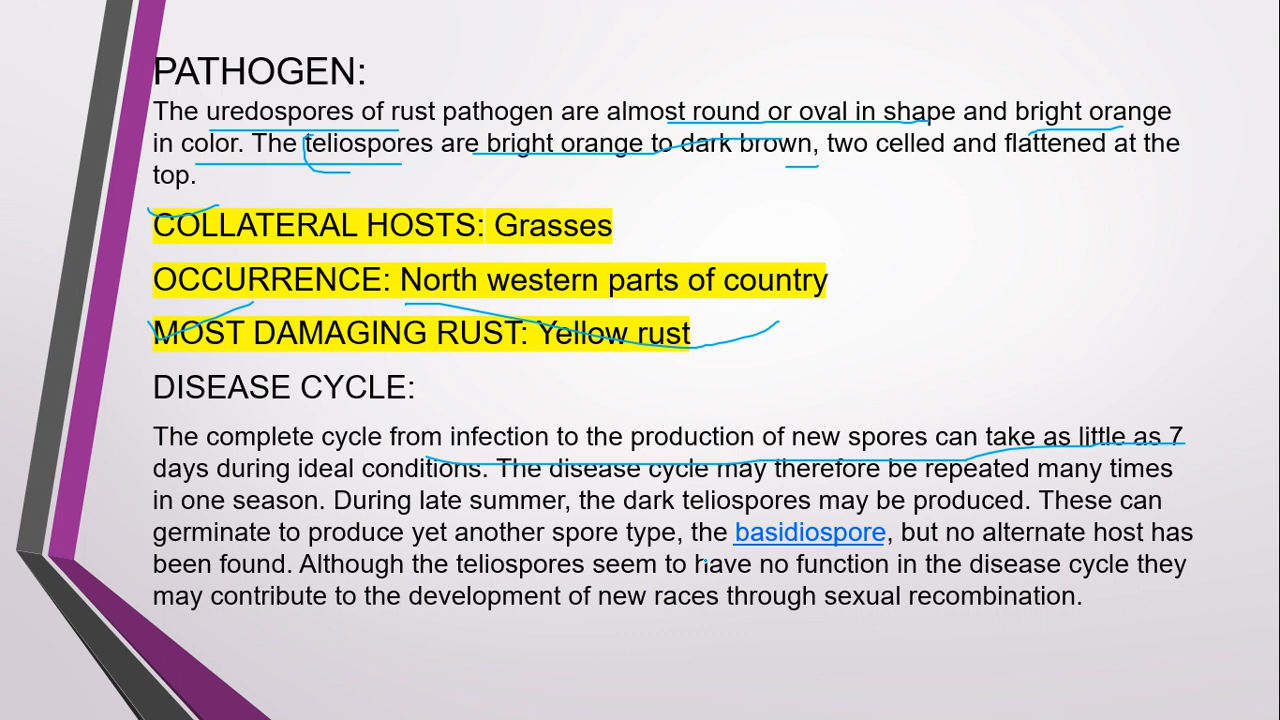 PATHOGEN:
The uredospores of rust pathogen are almost round or oval in shape and bright orange
in color. The teliospores are bright orange to dark brown, two celled and flattened at the
top.
COLLATERAL HOSTS: Grasses
OCCURRENCE: North western parts of country
MOST DAMAGING RUST: Yellow rust
DISEASE CYCLE:
The complete cycle from infection to the production of new spores can take as little as 7
days during ideal conditions. The disease cycle may therefore be repeated many times
in one season. During late summer, the dark teliospores may be produced. These can
germinate to produce yet another spore type, the basidiospore, but no alternate host has
been found. Although the teliospores seem to have no function in the disease cycle they
may contribute to the development of new races through sexual recombination.